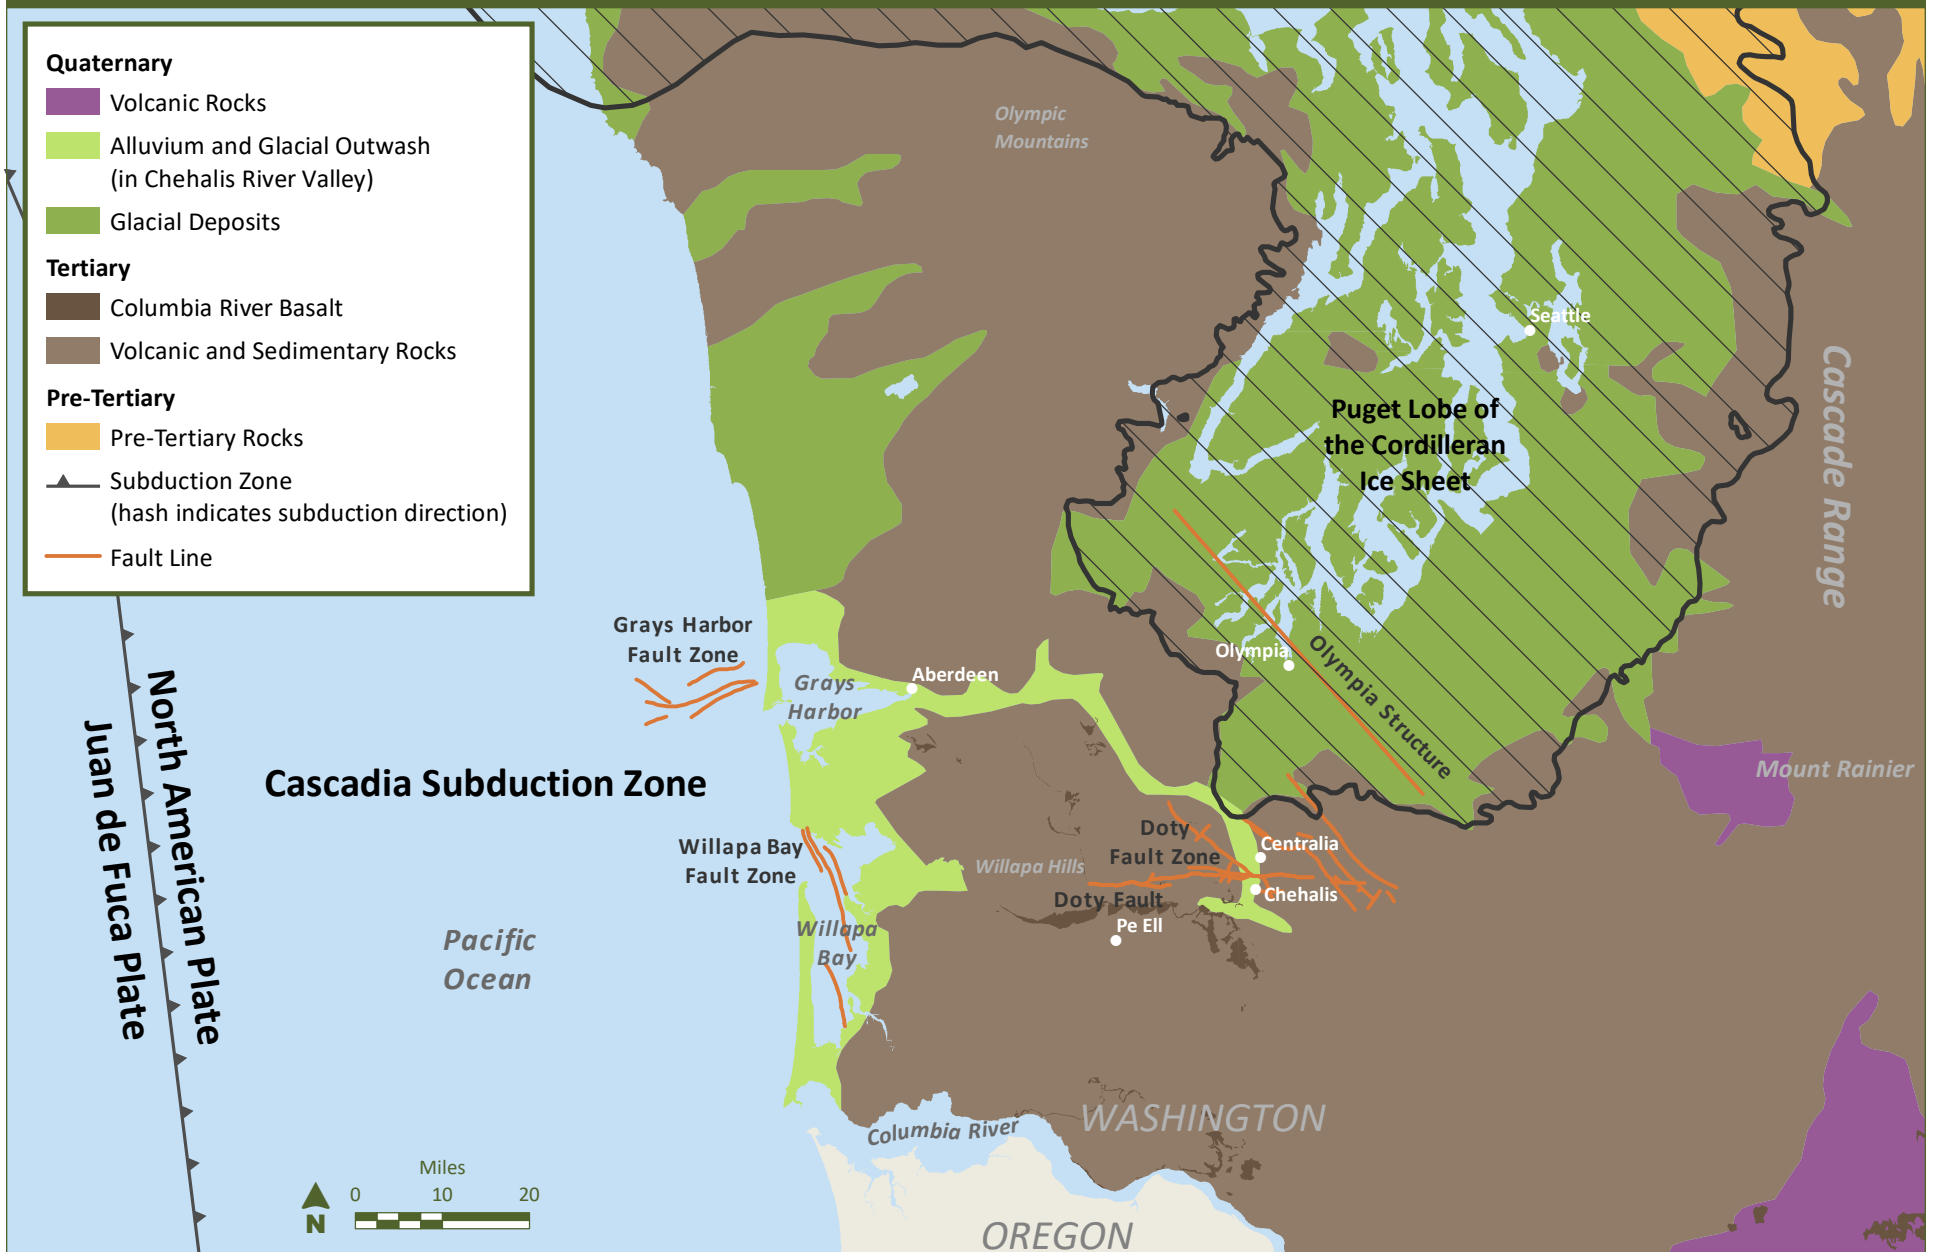 Quaternary
Volcanic Rocks
Alluvium and Glacial Outwash
(in Chehalis River Valley)
Glacial Deposits
Tertiary
Columbia River Basalt
Volcanic and Sedimentary Rocks
Pre-Tertiary
Pre-Tertiary Rocks
Subduction Zone
(hash indicates subduction direction)
Fault Line
Olympic
Mountains
Seattle
Cascade Range
Puget Lobe of
the Cordilleran
Ice Sheet
Grays Harbor
Fault Zone
Grays
Harbor
Aberdeen
Olympia
Olympia Structure
Mount Rainier
North American Plate
Juan de Fuca Plate
Cascadia Subduction Zone
Willapa Bay
Fault Zone
Willapa Hills
Doty
Fault Zone
Centralia
Chehalis
Doty Fault
Pe Ell
Willapa
Bay
Pacific
Ocean
Columbia River
WASHINGTON
OREGON
Miles
0 10 20
N